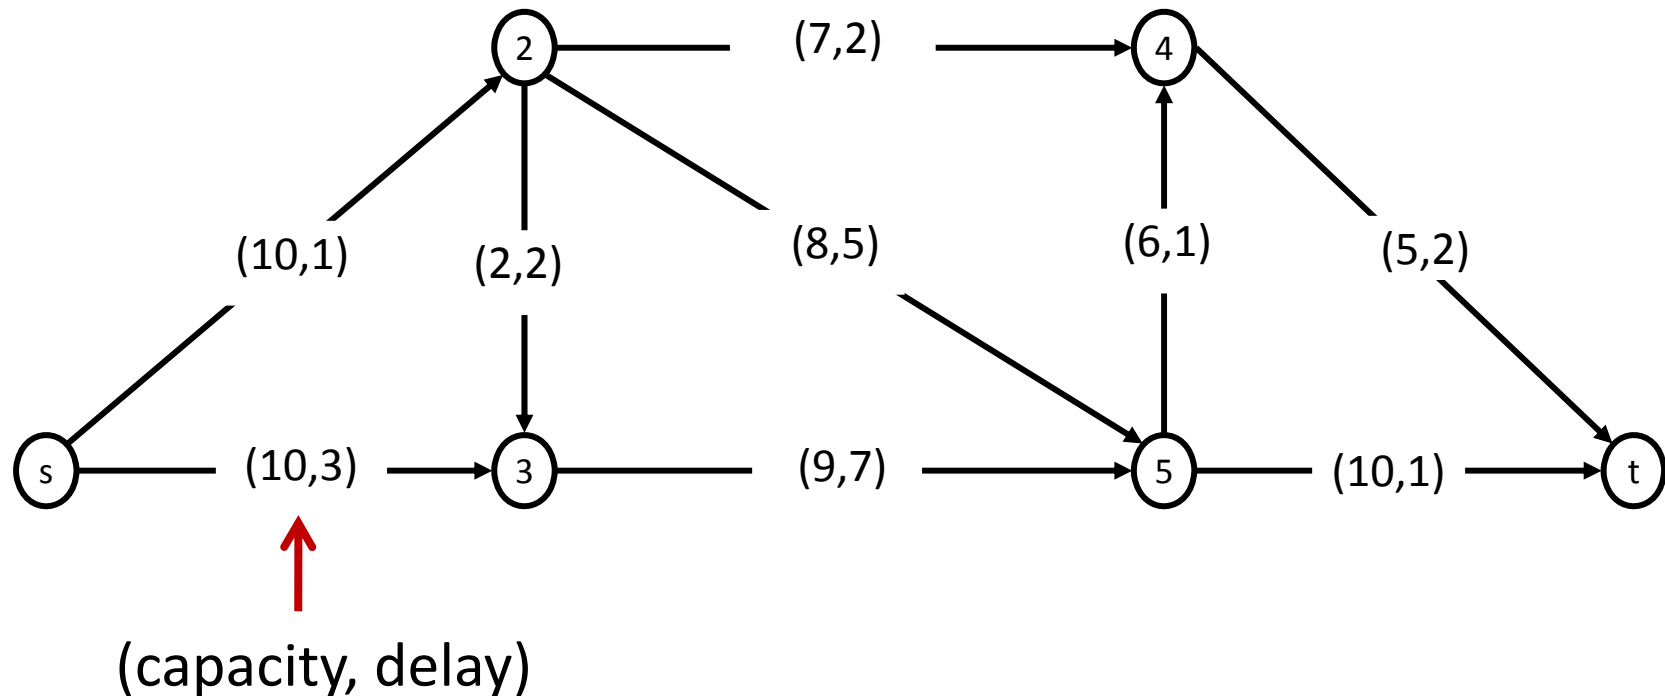 2 (7,2) 4
(10,1) (2,2) (8,5) (6,1) (5,2)
s (10,3) 3 (9,7) 5 (10,1) t
(capacity, delay)